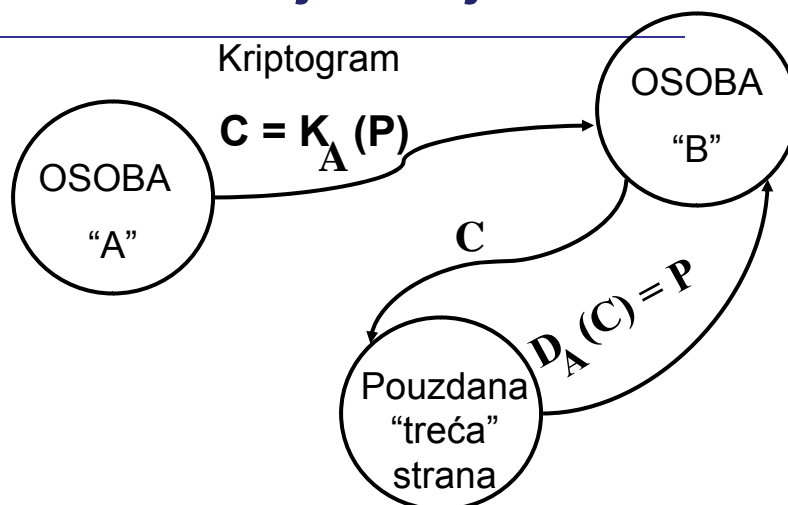 Kriptogram
C = K_A (P)
OSOBA
“A”
OSOBA
“B”
C
D_A (C) = P
Pouzdana
“treća”
strana